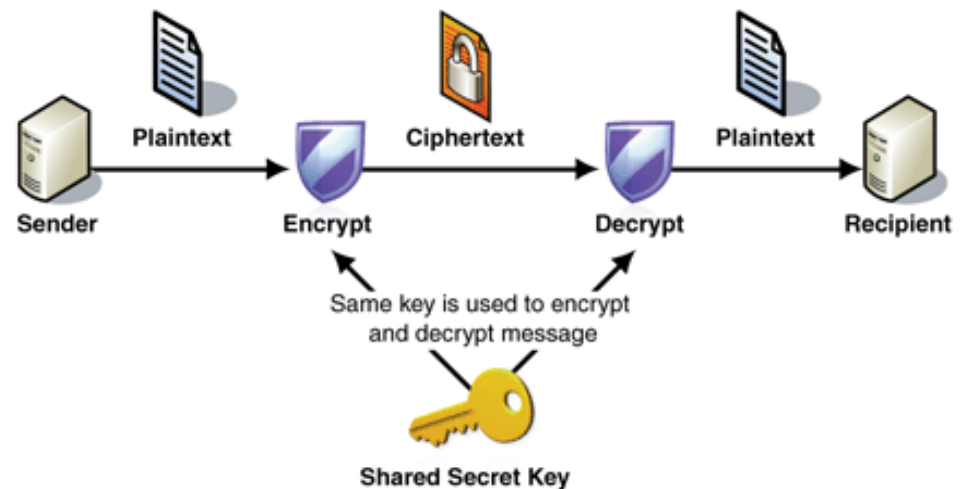 Plaintext
Ciphertext
Plaintext
Sender
Encrypt
Decrypt
Recipient
Same key is used to encrypt
and decrypt message
Shared Secret Key